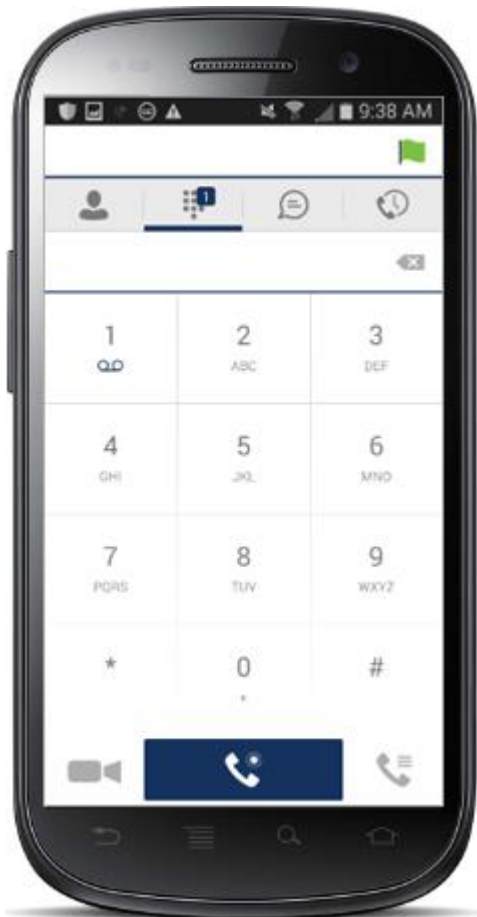 9:38 AM
1
1 2 3
ABC DEF
4 5 6
GHI JKL MNO
7 8 9
PQRS TUV WXYZ
* 0 #
+